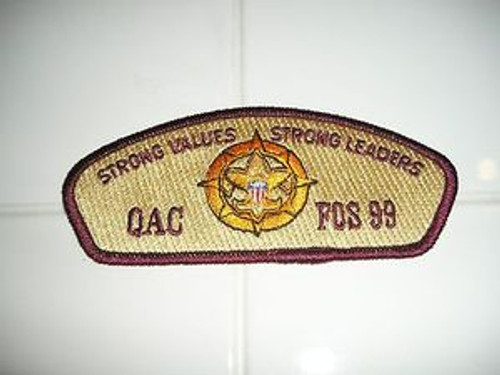 STRONG VALUES STRONG LEADERS
QAC FOS 99